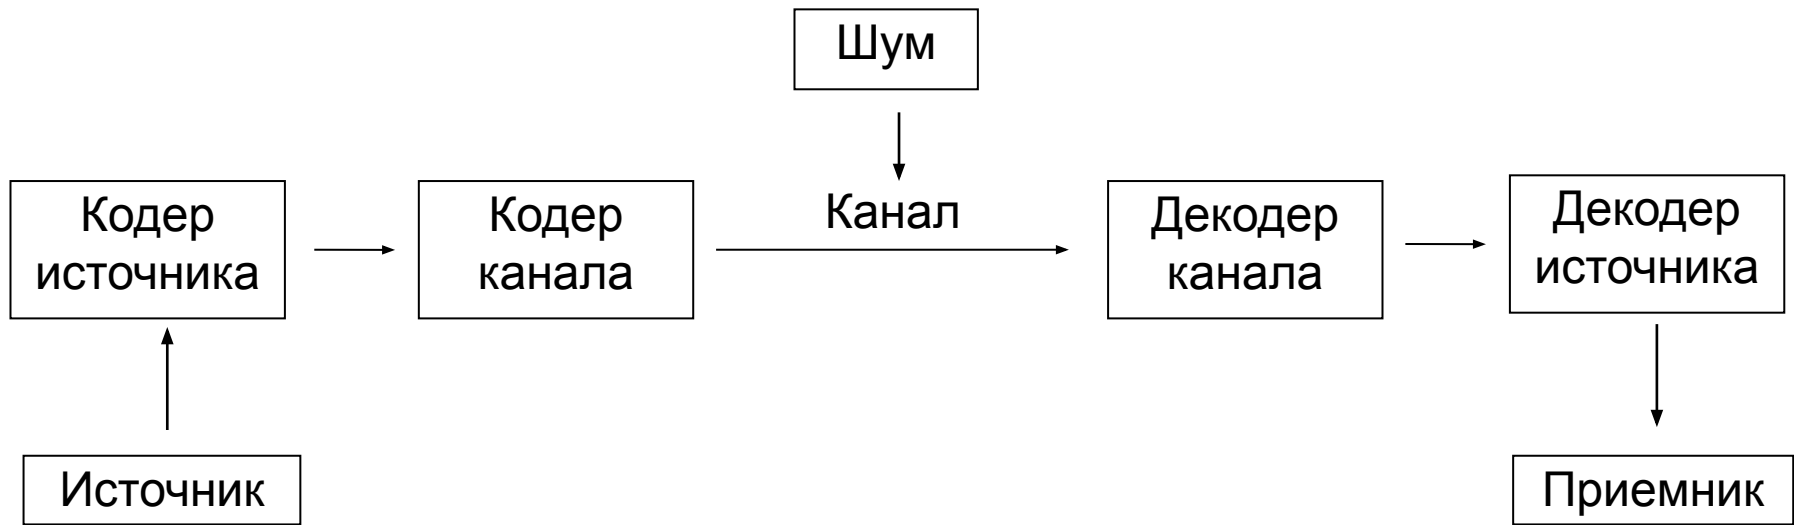 Шум
Кодер
источника
Кодер
канала
Канал
Декодер
канала
Декодер
источника
Источник
Приемник